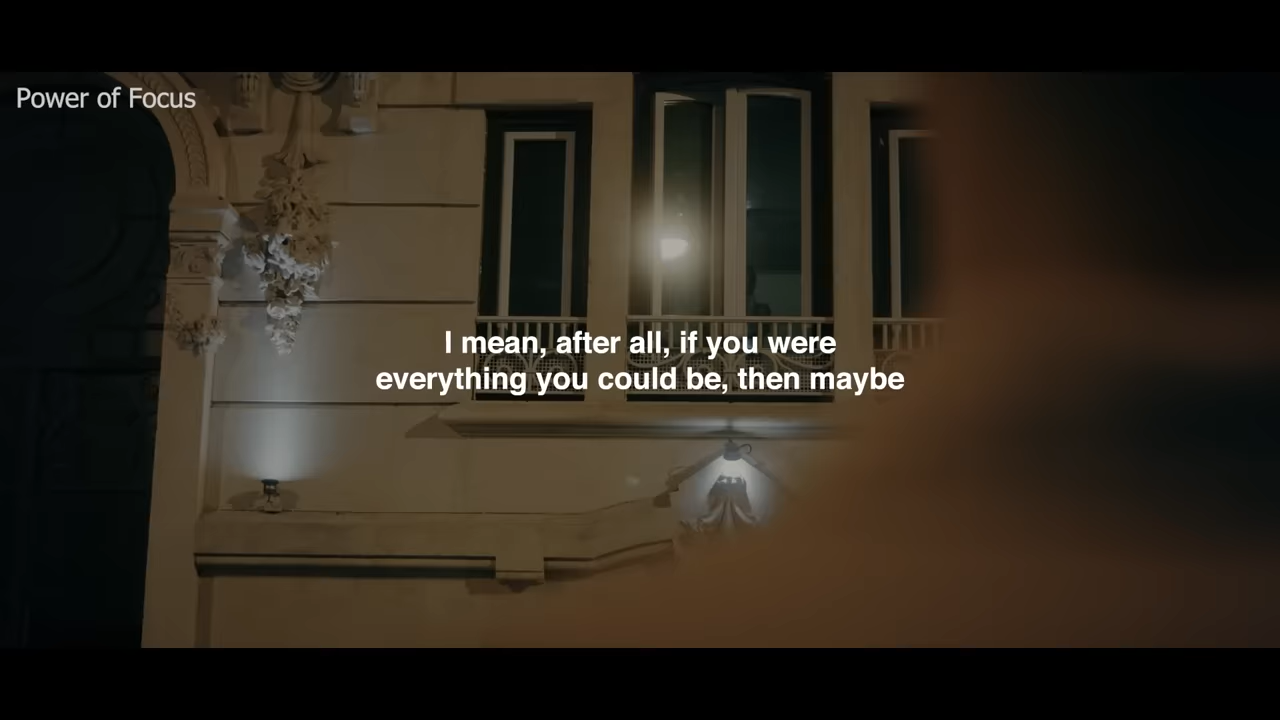 Power of Focus
I mean, after all, if you were
everything you could be, then maybe